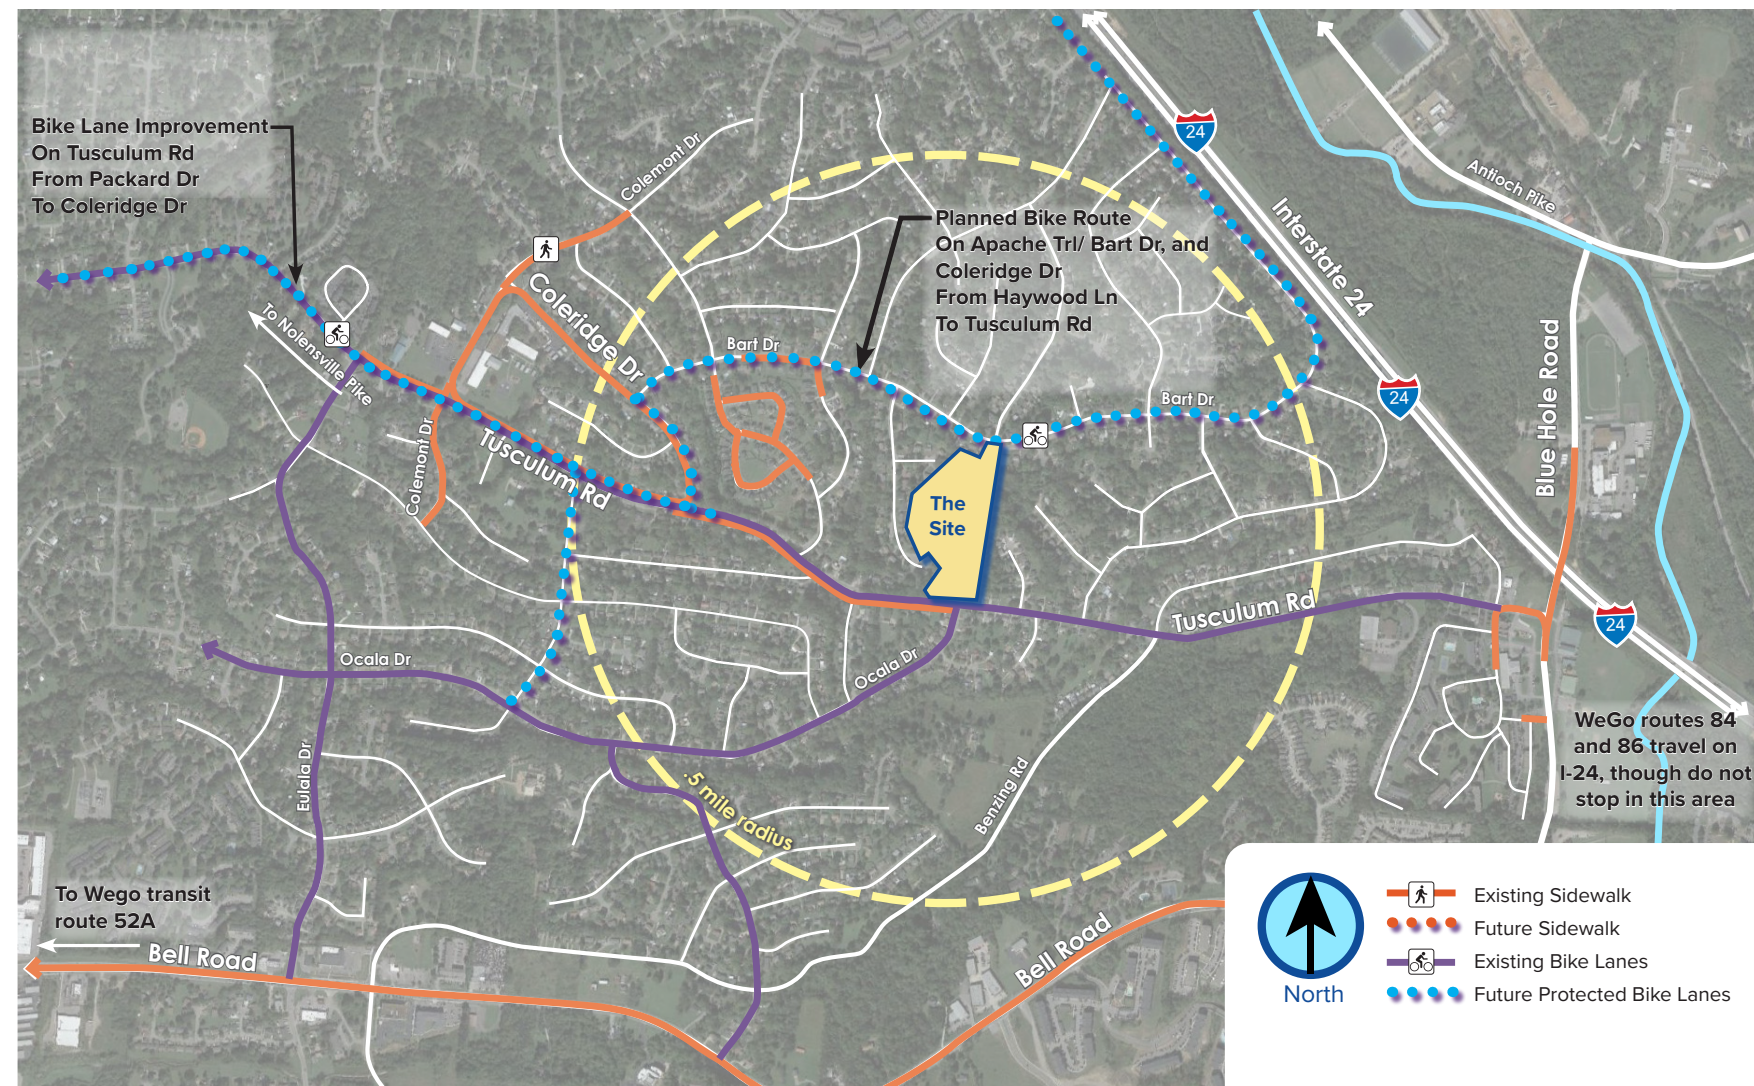 Bike Lane Improvement
On Tusculum Rd
From Packard Dr
To Coleridge Dr
Colemont Dr
24
Antioch Pike
Interstate 24
Planned Bike Route
On Apache Trl/ Bart Dr, and
Coleridge Dr
From Haywood Ln
To Tusculum Rd
Coleridge Dr
To Nolensville Pike
Bart Dr
Bart Dr
24
Blue Hole Road
Colemont Dr
Tusculum Rd
The
Site
Tusculum Rd
24
Ocala Dr
Ocala Dr
Eulala Dr
.5 mile radius
Benzing Rd
WeGo routes 84
and 86 travel on
I-24, though do not
stop in this area
To Wego transit
route 52A
Bell Road
Bell Road
North
Existing Sidewalk
Future Sidewalk
Existing Bike Lanes
Future Protected Bike Lanes